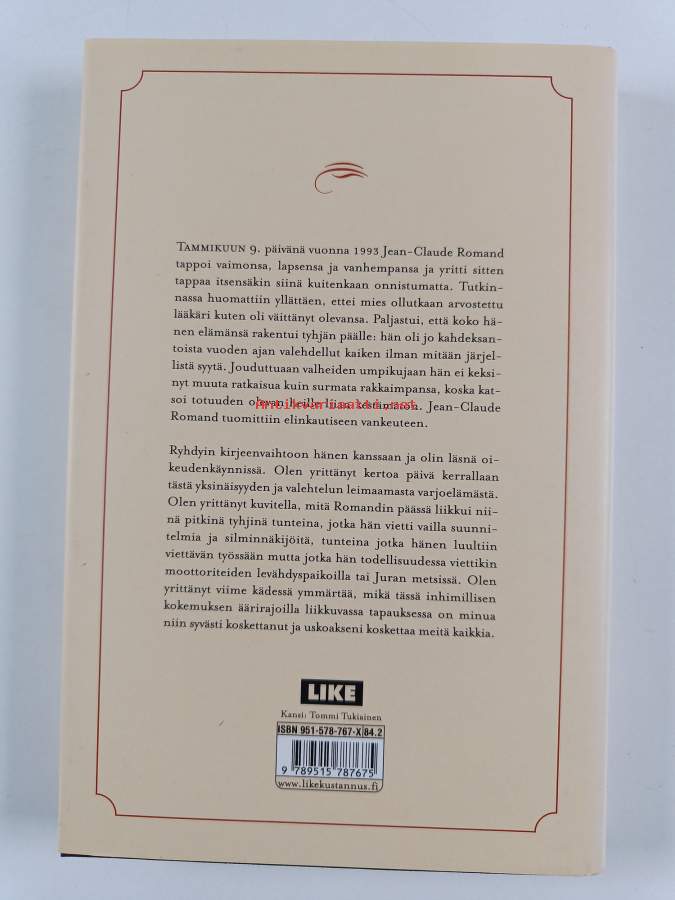 Tammikuun 9. päivänä vuonna 1993 Jean-Claude Romand
tappoi vaimonsa, lapsensa ja vanhempansa ja yritti sitten
tappaa itsensäkin siinä kuitenkaan onnistumatta. Tutkin-
nassa huomattiin yllättäen, ettei mies ollutkaan arvostettu
lääkäri kuten oli väittänyt olevansa. Paljastui, että koko hä-
nen elämänsä rakentui tyhjän päälle: hän oli jo kahdeksan-
toista vuoden ajan valehdellut kaiken ilman mitään järjel-
listä syytä. Jouduttuaan valheiden umpikujaan hän ei keksi-
nyt muuta ratkaisua kuin surmata rakkaimpansa, koska kat-
soi totuuden olevan heille liian kestämätön. Jean-Claude
Antikvariaatti.net
Romand tuomittiin elinkautiseen vankeuteen.
Ryhdyin kirjeenvaihtoon hänen kanssaan ja olin läsnä oi-
keudenkäynnissä. Olen yrittänyt kertoa päivä kerrallaan
tästä yksinäisyyden ja valehtelun leimaamasta varjoelämästä.
Olen yrittänyt kuvitella, mitä Romandin päässä liikkui nii-
nä pitkinä tyhjinä tunteina, jotka hän vietti vailla suunni-
telmia ja silminnäkijöitä, tunteina jotka hänen luultiin
viettävän työssään mutta jotka hän todellisuudessa viettikin
moottoriteiden levähdyspaikoilla tai Juran metsissä. Olen
yrittänyt viime kädessä ymmärtää, mikä tässä inhimillisen
kokemuksen äärirajoilla liikkuvassa tapauksessa on minua
niin syvästi koskettanut ja uskoakseni koskettaa meitä kaikkia.
LIKE
Kansi: Tommi Tukiainen
ISBN 951-578-767-X 84.2
9 789515 787675
www.likekustannus.fi